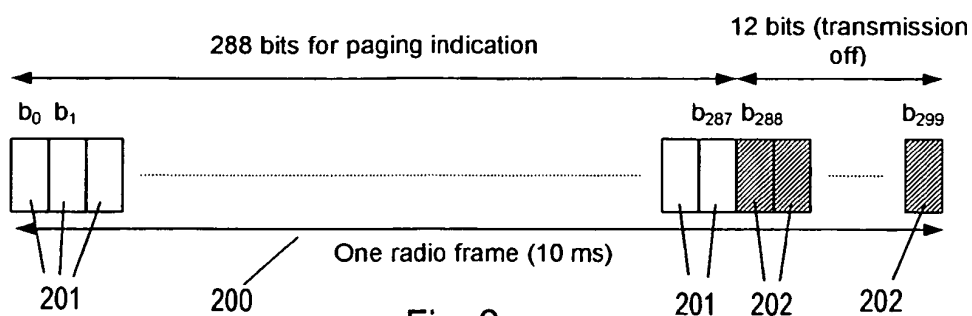 288 bits for paging indication
12 bits (transmission
off)
b0 b1
b287 b288
b299
One radio frame (10 ms)
201
200
201
202
202